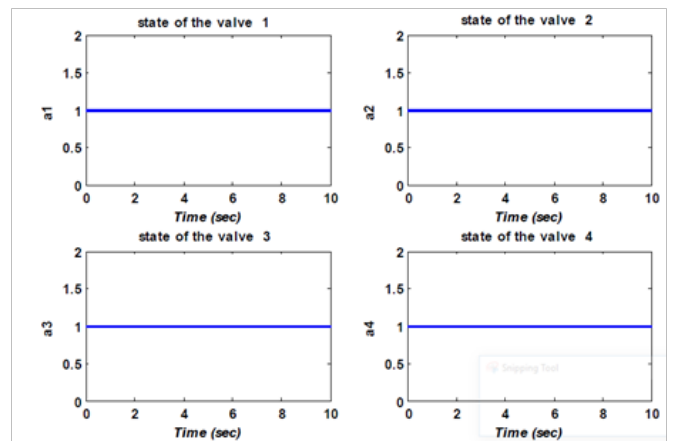 state of the valve 1
2
1.5
1
0.5
0
a1
0 2 4 6 8 10
Time (sec)
state of the valve 2
2
1.5
1
0.5
0
a2
0 2 4 6 8 10
Time (sec)
state of the valve 3
2
1.5
1
0.5
0
a3
0 2 4 6 8 10
Time (sec)
state of the valve 4
2
1.5
1
0.5
0
a4
Snipping Tool
0 2 4 6 8 10
Time (sec)